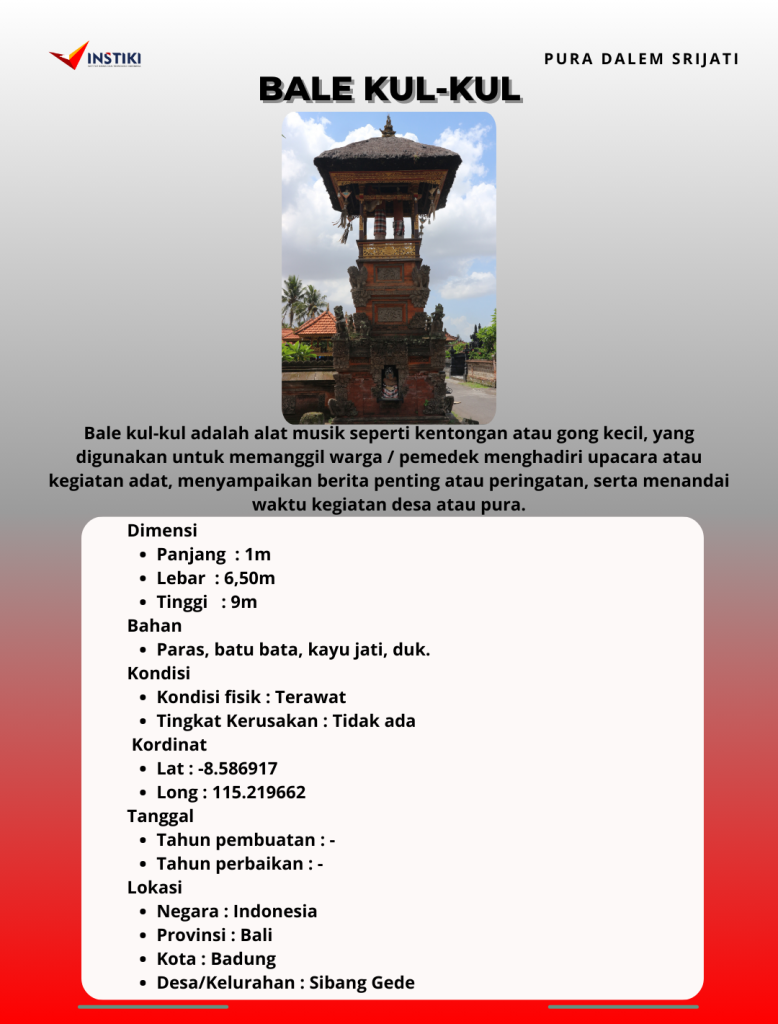 INSTIKI
PURA DALEM SRIJATI
BALE KUL-KUL
Bale kul-kul adalah alat musik seperti kentongan atau gong kecil, yang
digunakan untuk memanggil warga / pemedek menghadiri upacara atau
kegiatan adat, menyampaikan berita penting atau peringatan, serta menandai
waktu kegiatan desa atau pura.
Dimensi
• Panjang : 1m
• Lebar : 6,50m
• Tinggi : 9m
Bahan
• Paras, batu bata, kayu jati, duk.
Kondisi
• Kondisi fisik : Terawat
• Tingkat Kerusakan : Tidak ada
Kordinat
• Lat : -8.586917
• Long : 115.219662
Tanggal
• Tahun pembuatan : -
• Tahun perbaikan : -
Lokasi
• Negara : Indonesia
• Provinsi : Bali
• Kota : Badung
• Desa/Kelurahan : Sibang Gede